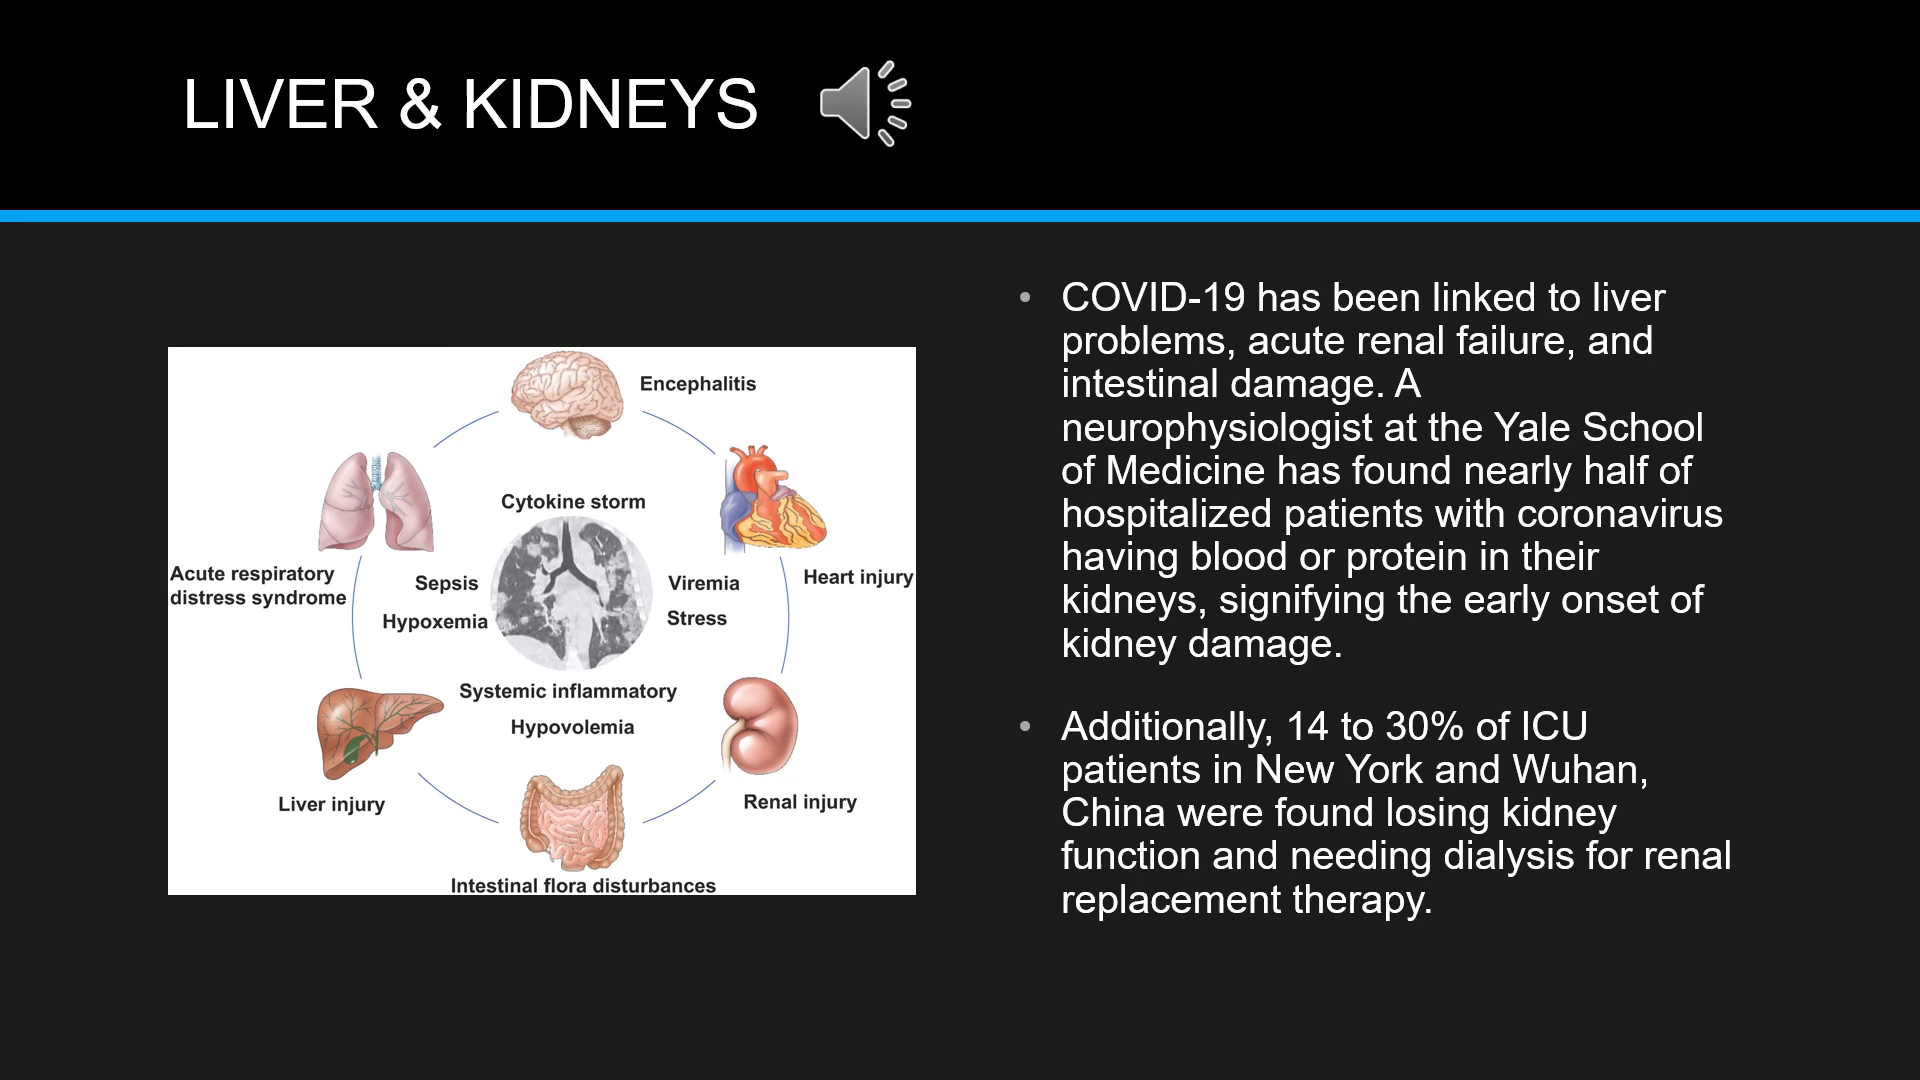 LIVER & KIDNEYS
Encephalitis
Cytokine storm
Acute respiratory
distress syndrome
Sepsis
Viremia
Heart injury
Hypoxemia
Stress
Systemic inflammatory
Hypovolemia
Liver injury
Renal injury
Intestinal flora disturbances
• COVID-19 has been linked to liver
problems, acute renal failure, and
intestinal damage. A
neurophysiologist at the Yale School
of Medicine has found nearly half of
hospitalized patients with coronavirus
having blood or protein in their
kidneys, signifying the early onset of
kidney damage.
• Additionally, 14 to 30% of ICU
patients in New York and Wuhan,
China were found losing kidney
function and needing dialysis for renal
replacement therapy.